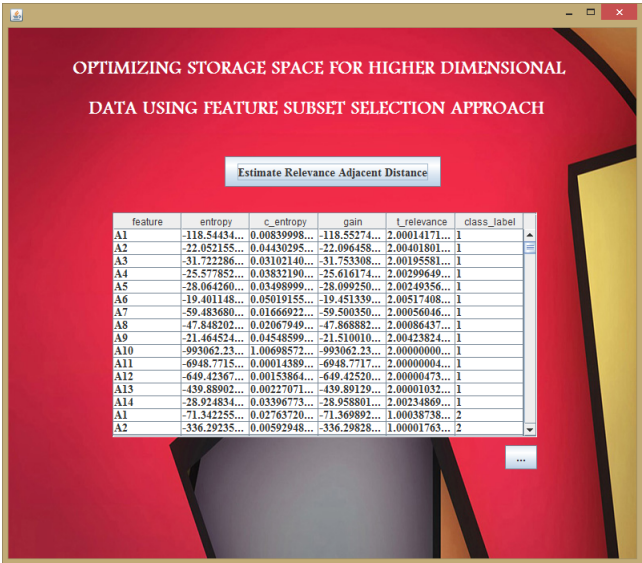 OPTIMIZING STORAGE SPACE FOR HIGHER DIMENSIONAL
DATA USING FEATURE SUBSET SELECTION APPROACH
Estimate Relevance Adjacent Distance
feature entropy c_entropy gain t_relevance class_label
A1 -118.54434... 0.00839998... -118.55274... 2.00014171... 1
A2 -22.052155... 0.04430295... -22.096458... 2.00401801... 1
A3 -31.722286... 0.03102140... -31.753308... 2.00195581... 1
A4 -25.577852... 0.03832190... -25.616174... 2.00299649... 1
A5 -28.064260... 0.03498999... -28.099250... 2.00249356... 1
A6 -19.401148... 0.05019155... -19.451339... 2.00517408... 1
A7 -59.483680... 0.01666922... -59.500350... 2.00056046... 1
A8 -47.848202... 0.02067949... -47.868882... 2.00086437... 1
A9 -21.464524... 0.04548599... -21.510010... 2.00423824... 1
A10 -993062.23... 1.00698572... -993062.23... 2.00000000... 1
A11 -6948.7715... 0.00014389... -6948.7717... 2.00000004... 1
A12 -649.42367... 0.00153864... -649.42520... 2.00000473... 1
A13 -439.88902... 0.00227071... -439.89129... 2.00001032... 1
A14 -28.924834... 0.03396773... -28.958801... 2.00234869... 1
A1 -71.342255... 0.02763720... -71.369892... 1.00038738... 2
A2 -336.29235... 0.00592948... -336.29828... 1.00001763... 2
...